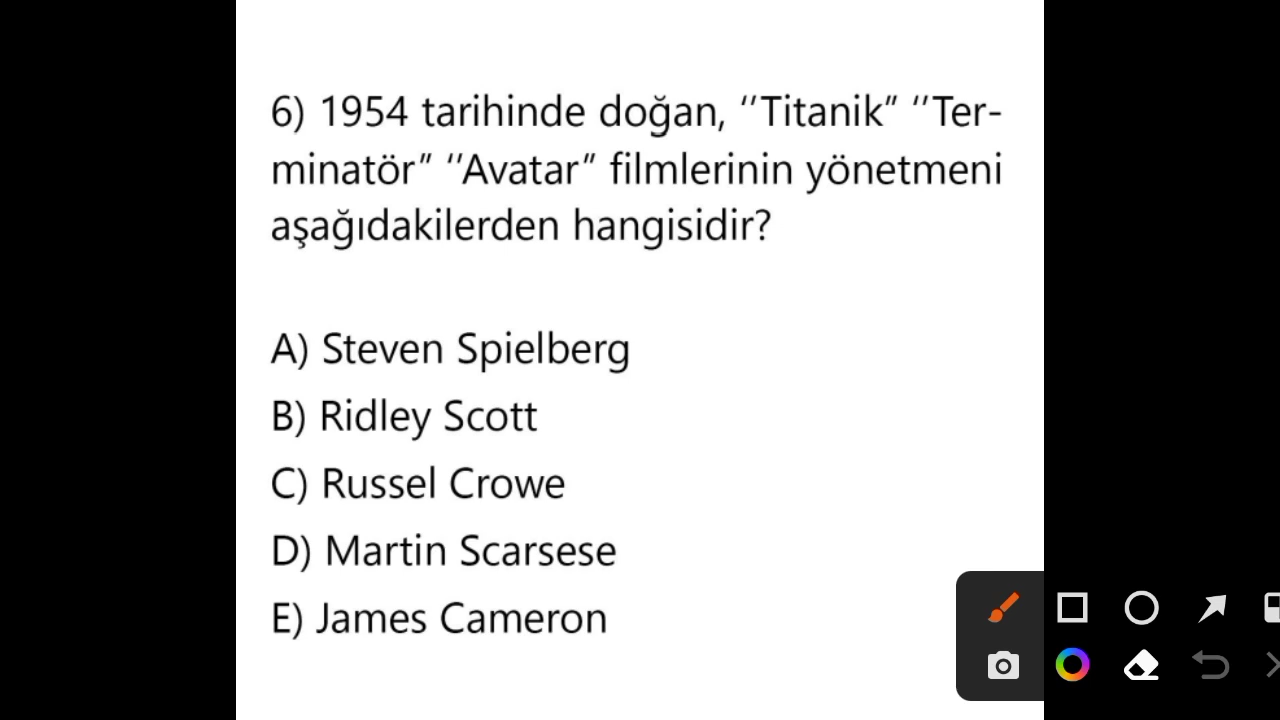 6) 1954 tarihinde doğan, ‘‘Titanik” ‘‘Ter-
minatör” ‘‘Avatar” filmlerinin yönetmeni
aşağıdakilerden hangisidir?
A) Steven Spielberg
B) Ridley Scott
C) Russel Crowe
D) Martin Scarsese
E) James Cameron